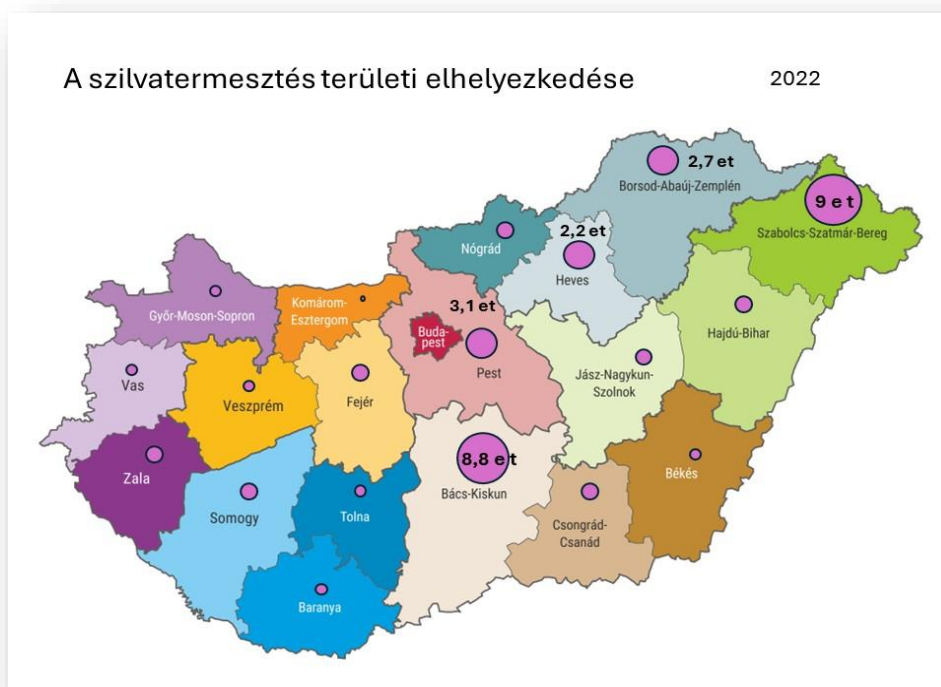 A szilvatermesztés területi elhelyezkedése
2022
2,7 et
Borsod-Abaúj-Zemplén
9 e t
Szabolcs-Szatmár-Bereg
Nógrád
2,2 et
Heves
Győr-Moson-Sopron
Komárom-
Esztergom
3,1 et
Buda-
pest
Pest
Hajdú-Bihar
Vas
Veszprém
Fejér
Jász-Nagykun-
Szolnok
Zala
Somogy
Tolna
8,8 et
Bács-Kiskun
Békés
Csongrád-
Csanád
Baranya